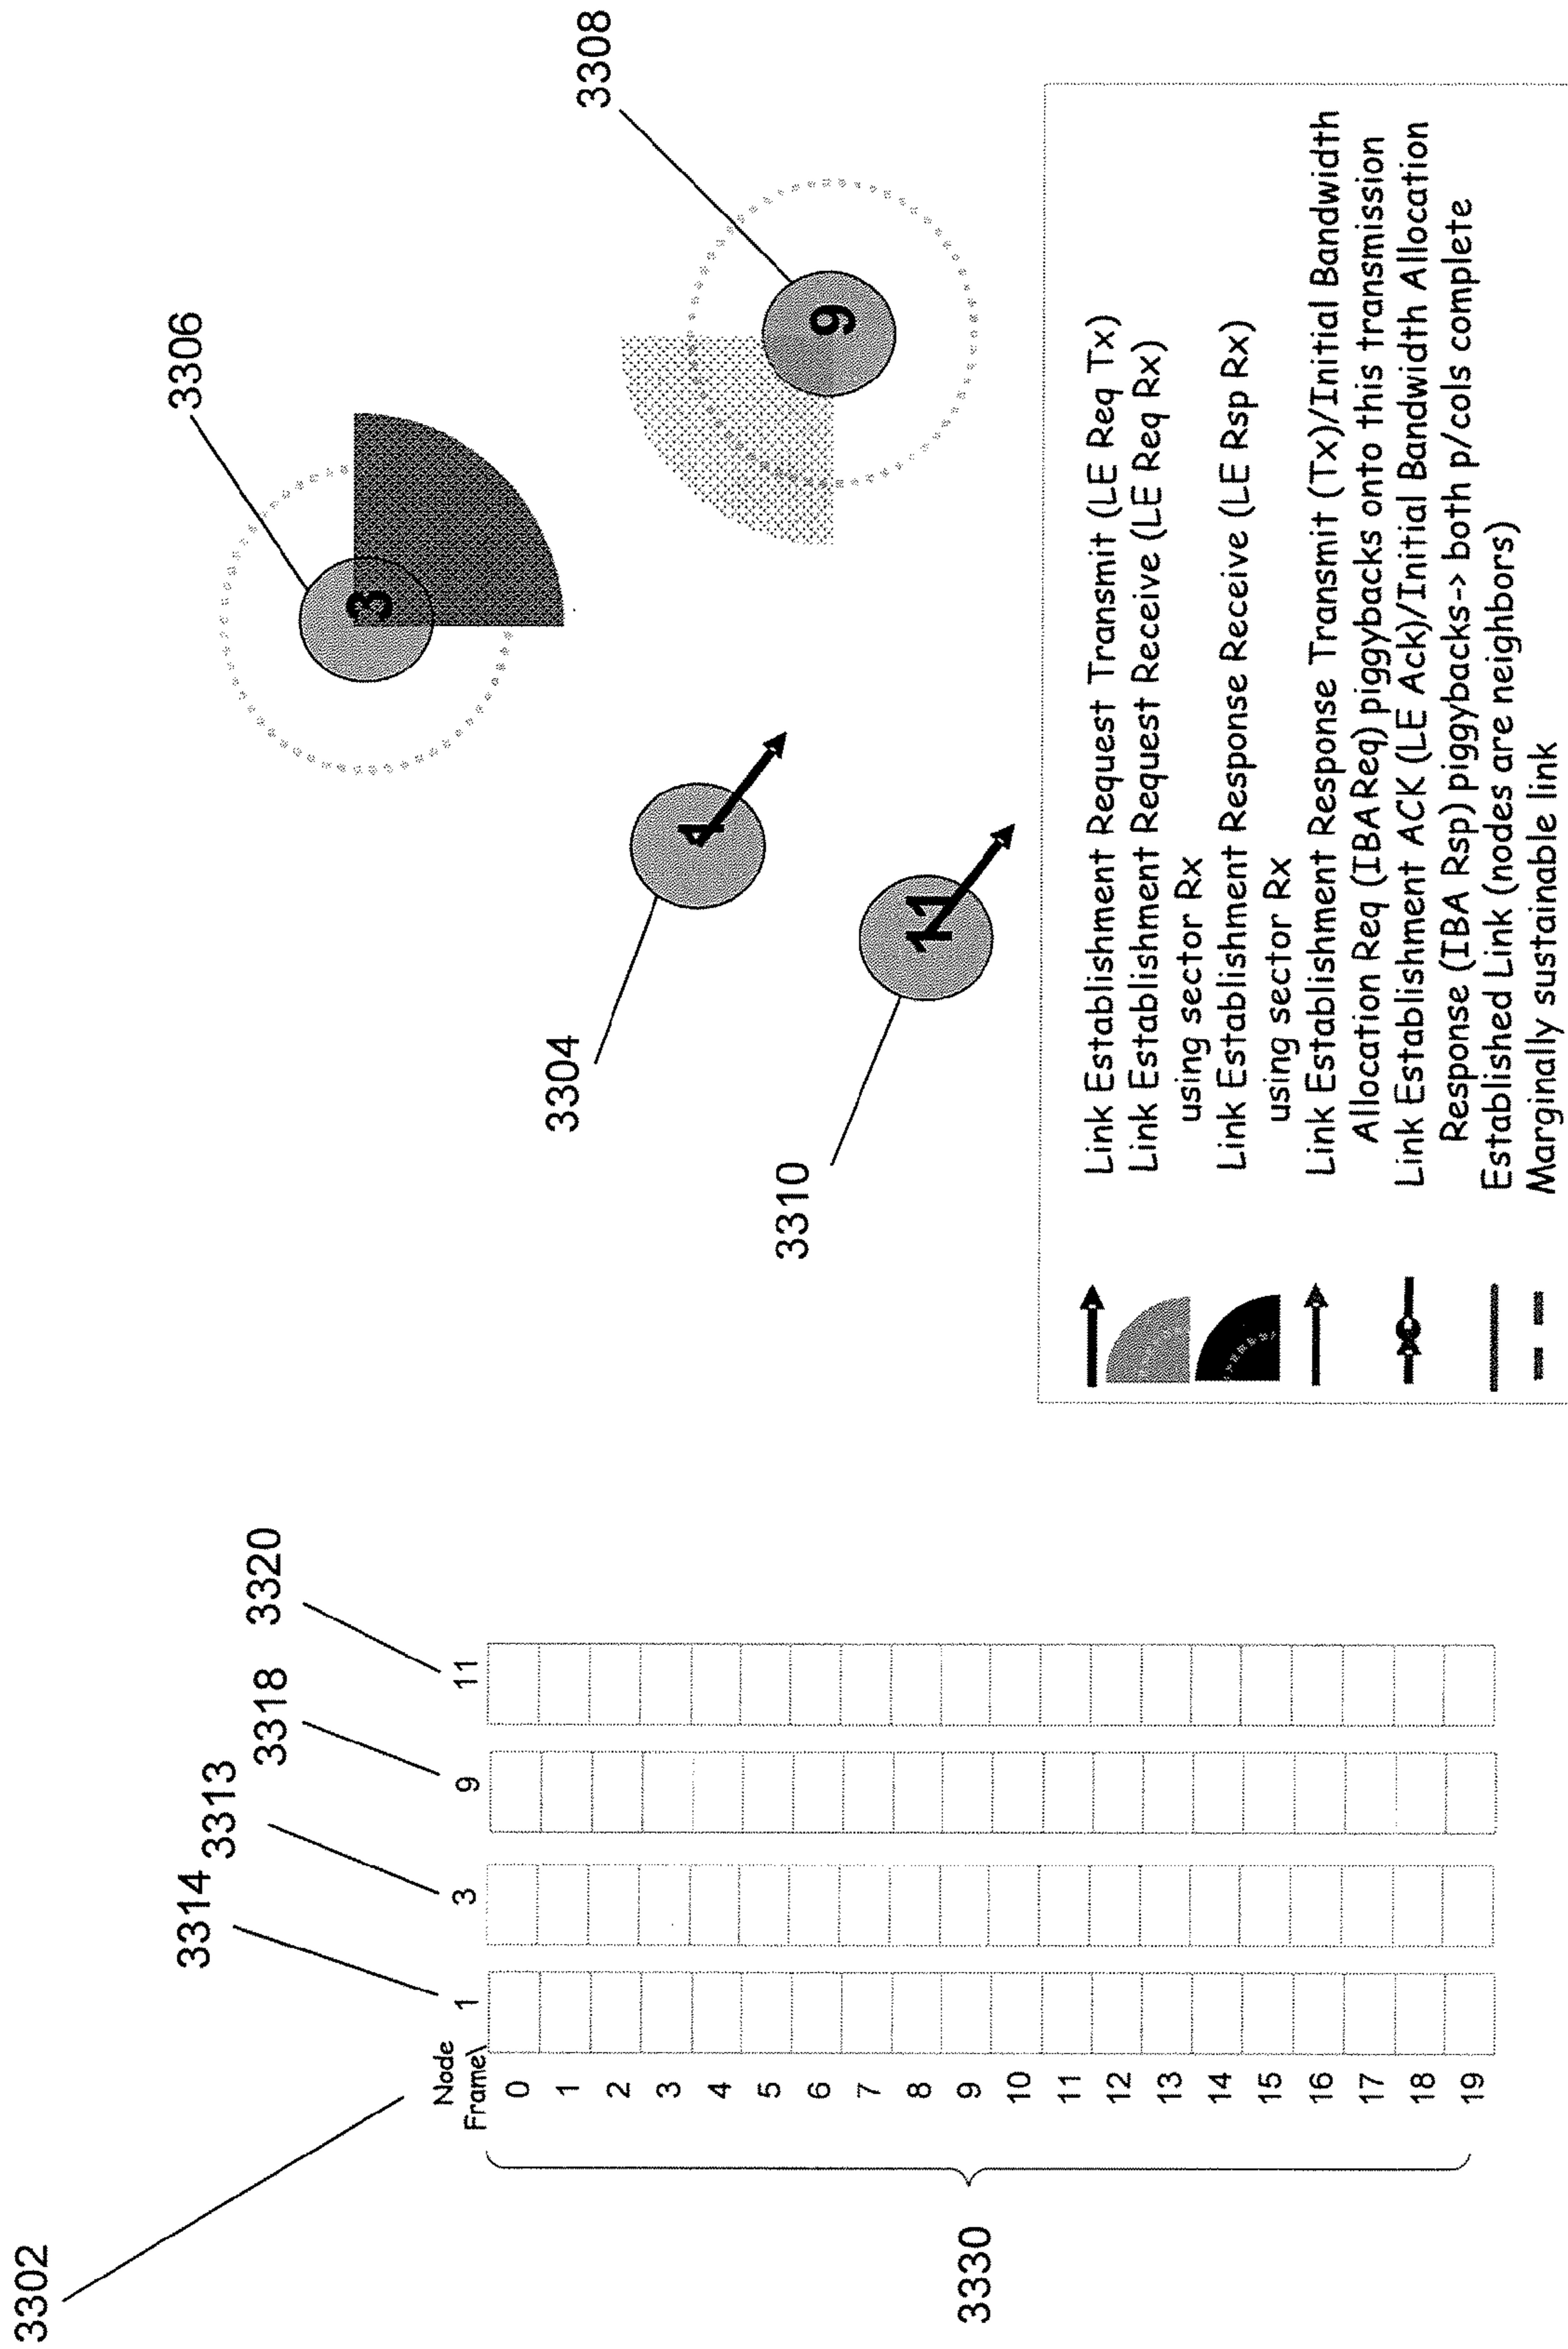 3302
3314
3313
3318
3320
Node
Frame\
1
3
9
11
0
1
2
3
4
5
6
7
8
9
10
11
12
13
14
15
16
17
18
19
3330
3306
3308
3304
3310
3
9
1
11
Link Establishment Request Transmit (LE Req Tx)
Link Establishment Request Receive (LE Req Rx)
using sector Rx
Link Establishment Response Receive (LE Rsp Rx)
using sector Rx
Link Establishment Response Transmit (Tx)/Initial Bandwidth
Allocation Req (IBA Req) piggybacks onto this transmission
Link Establishment ACK (LE Ack)/Initial Bandwidth Allocation
Response (IBA Rsp) piggybacks-> both p/cols complete
Established Link (nodes are neighbors)
Marginally sustainable link